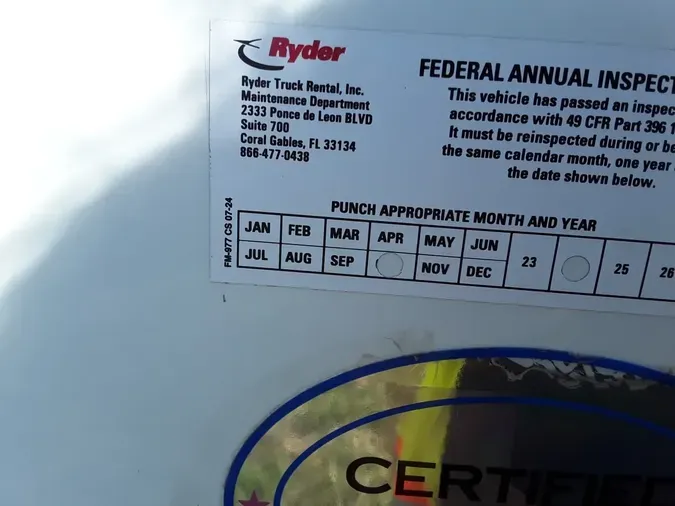 Ryder
Ryder Truck Rental, Inc.
Maintenance Department
2333 Ponce de Leon BLVD
Suite 700
Coral Gables, FL 33134
866-477-0438
FEDERAL ANNUAL INSPECT
This vehicle has passed an inspec
accordance with 49 CFR Part 396 1
It must be reinspected during or be
the same calendar month, one year
the date shown below.
FM-977 CS 07-24
PUNCH APPROPRIATE MONTH AND YEAR
JAN FEB MAR APR MAY JUN 23 25 26
JUL AUG SEP NOV DEC
CERTIFIED